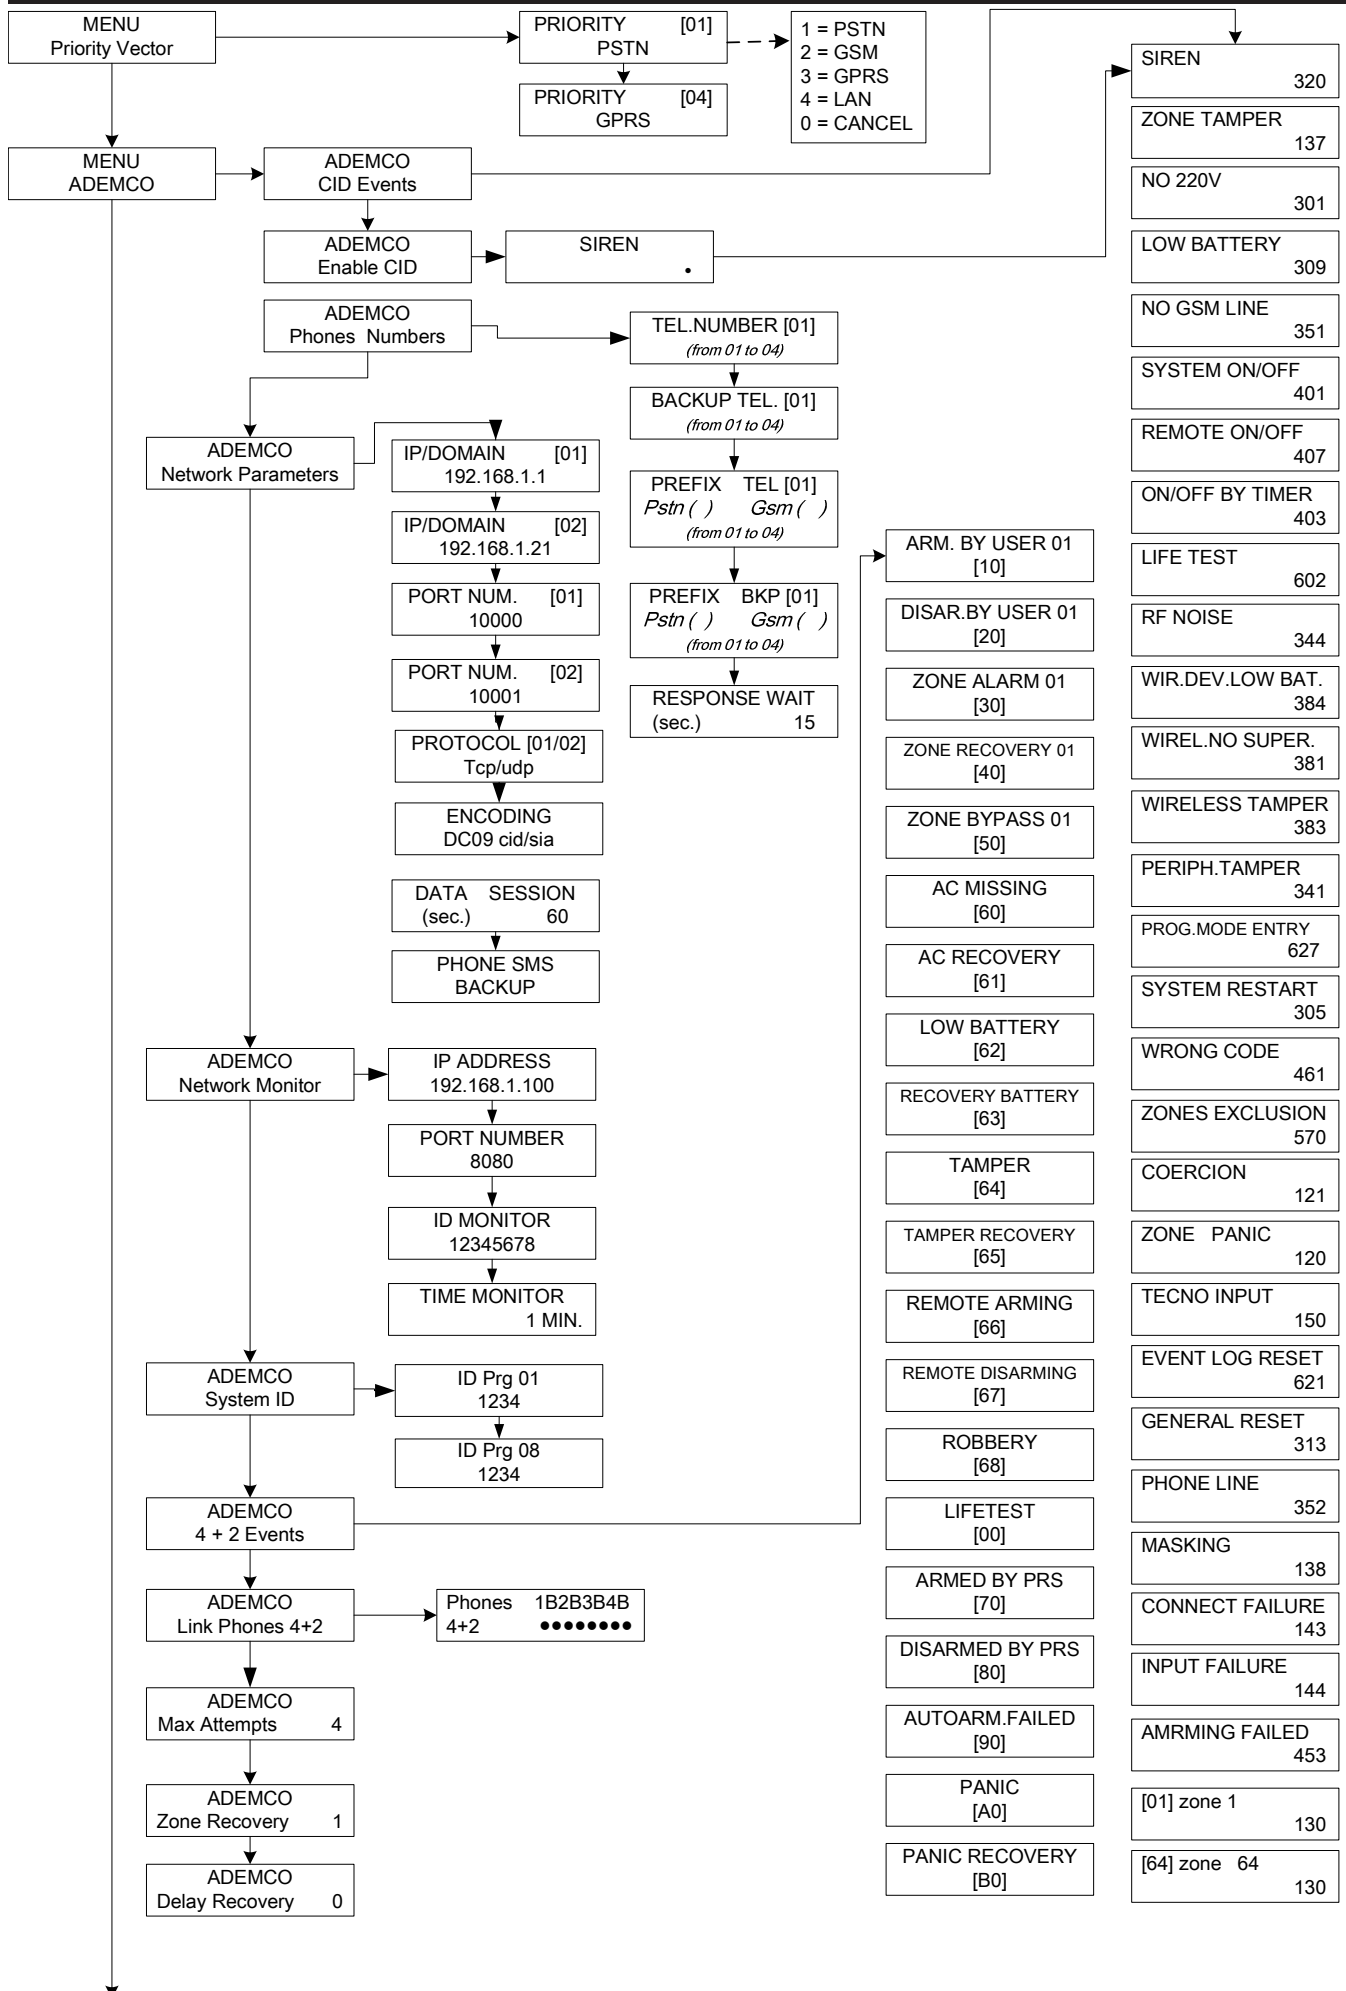 MENU
Priority Vector
PRIORITY [01]
PSTN
1 = PSTN
2 = GSM
3 = GPRS
4 = LAN
0 = CANCEL
PRIORITY [04]
GPRS
MENU
ADEMCO
ADEMCO
CID Events
ADEMCO
Enable CID
SIREN
•
ADEMCO
Phones Numbers
TEL.NUMBER [01]
(from 01 to 04)
BACKUP TEL. [01]
(from 01 to 04)
PREFIX TEL [01]
Pstn ( ) Gsm ( )
(from 01 to 04)
PREFIX BKP [01]
Pstn ( ) Gsm ( )
(from 01 to 04)
RESPONSE WAIT
(sec.) 15
ADEMCO
Network Parameters
IP/DOMAIN [01]
192.168.1.1
IP/DOMAIN [02]
192.168.1.21
PORT NUM. [01]
10000
PORT NUM. [02]
10001
PROTOCOL [01/02]
Tcp/udp
ENCODING
DC09 cid/sia
DATA SESSION
(sec.) 60
PHONE SMS
BACKUP
ADEMCO
Network Monitor
IP ADDRESS
192.168.1.100
PORT NUMBER
8080
ID MONITOR
12345678
TIME MONITOR
1 MIN.
ADEMCO
System ID
ID Prg 01
1234
ID Prg 08
1234
ADEMCO
4 + 2 Events
ADEMCO
Link Phones 4+2
Phones 1B2B3B4B
4+2 ●●●●●●●●
ADEMCO
Max Attempts 4
ADEMCO
Zone Recovery 1
ADEMCO
Delay Recovery 0
ARM. BY USER 01
[10]
DISAR.BY USER 01
[20]
ZONE ALARM 01
[30]
ZONE RECOVERY 01
[40]
ZONE BYPASS 01
[50]
AC MISSING
[60]
AC RECOVERY
[61]
LOW BATTERY
[62]
RECOVERY BATTERY
[63]
TAMPER
[64]
TAMPER RECOVERY
[65]
REMOTE ARMING
[66]
REMOTE DISARMING
[67]
ROBBERY
[68]
LIFETEST
[00]
ARMED BY PRS
[70]
DISARMED BY PRS
[80]
AUTOARM.FAILED
[90]
PANIC
[A0]
PANIC RECOVERY
[B0]
SIREN
320
ZONE TAMPER
137
NO 220V
301
LOW BATTERY
309
NO GSM LINE
351
SYSTEM ON/OFF
401
REMOTE ON/OFF
407
ON/OFF BY TIMER
403
LIFE TEST
602
RF NOISE
344
WIR.DEV.LOW BAT.
384
WIREL.NO SUPER.
381
WIRELESS TAMPER
383
PERIPH.TAMPER
341
PROG.MODE ENTRY
627
SYSTEM RESTART
305
WRONG CODE
461
ZONES EXCLUSION
570
COERCION
121
ZONE PANIC
120
TECNO INPUT
150
EVENT LOG RESET
621
GENERAL RESET
313
PHONE LINE
352
MASKING
138
CONNECT FAILURE
143
INPUT FAILURE
144
AMRMING FAILED
453
[01] zone 1
130
[64] zone 64
130